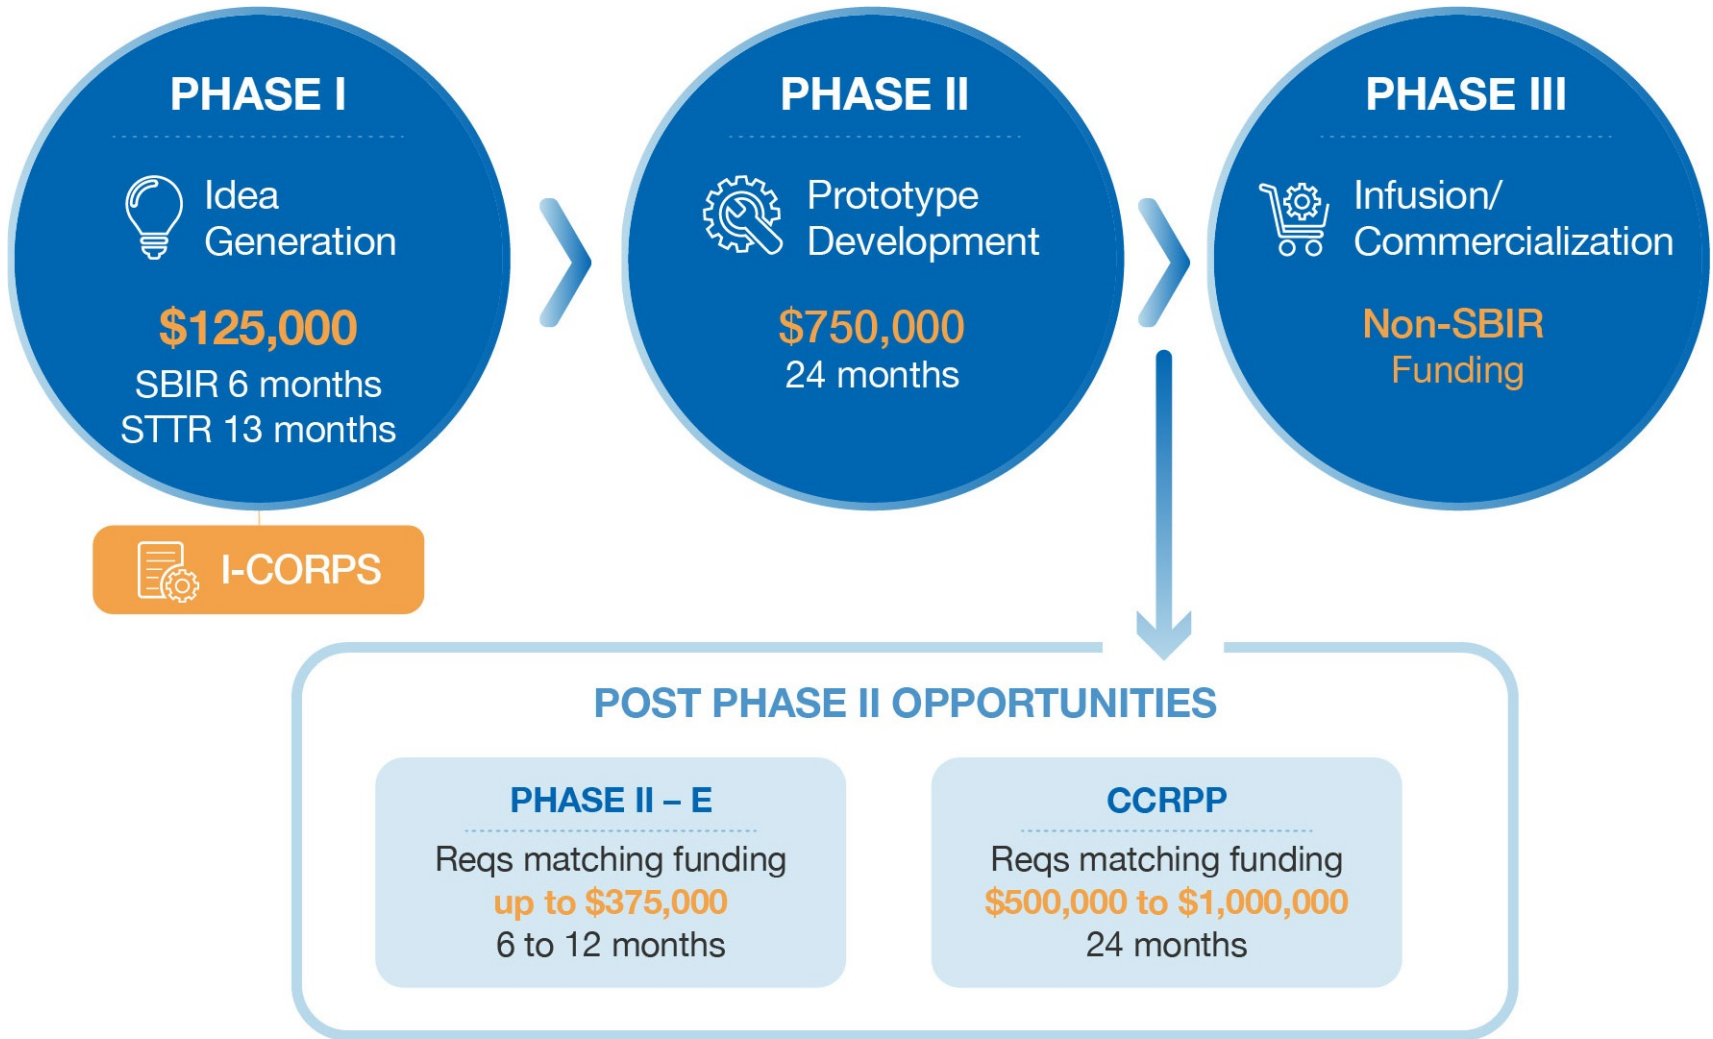 PHASE I
Idea
Generation
$125,000
SBIR 6 months
STTR 13 months
I-CORPS
PHASE II
Prototype
Development
$750,000
24 months
PHASE III
Infusion/
Commercialization
Non-SBIR
Funding
POST PHASE II OPPORTUNITIES
PHASE II – E
Reqs matching funding
up to $375,000
6 to 12 months
CCRPP
Reqs matching funding
$500,000 to $1,000,000
24 months